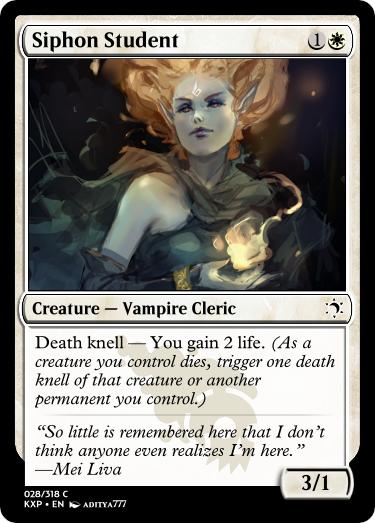 Siphon Student 1
Creature — Vampire Cleric
Death knell — You gain 2 life. (As a
creature you control dies, trigger one death
knell of that creature or another
permanent you control.)
“So little is remembered here that I don’t
think anyone even realizes I’m here.”
—Mei Liva
3/1
028/318 C
KXP • EN ADITYA777